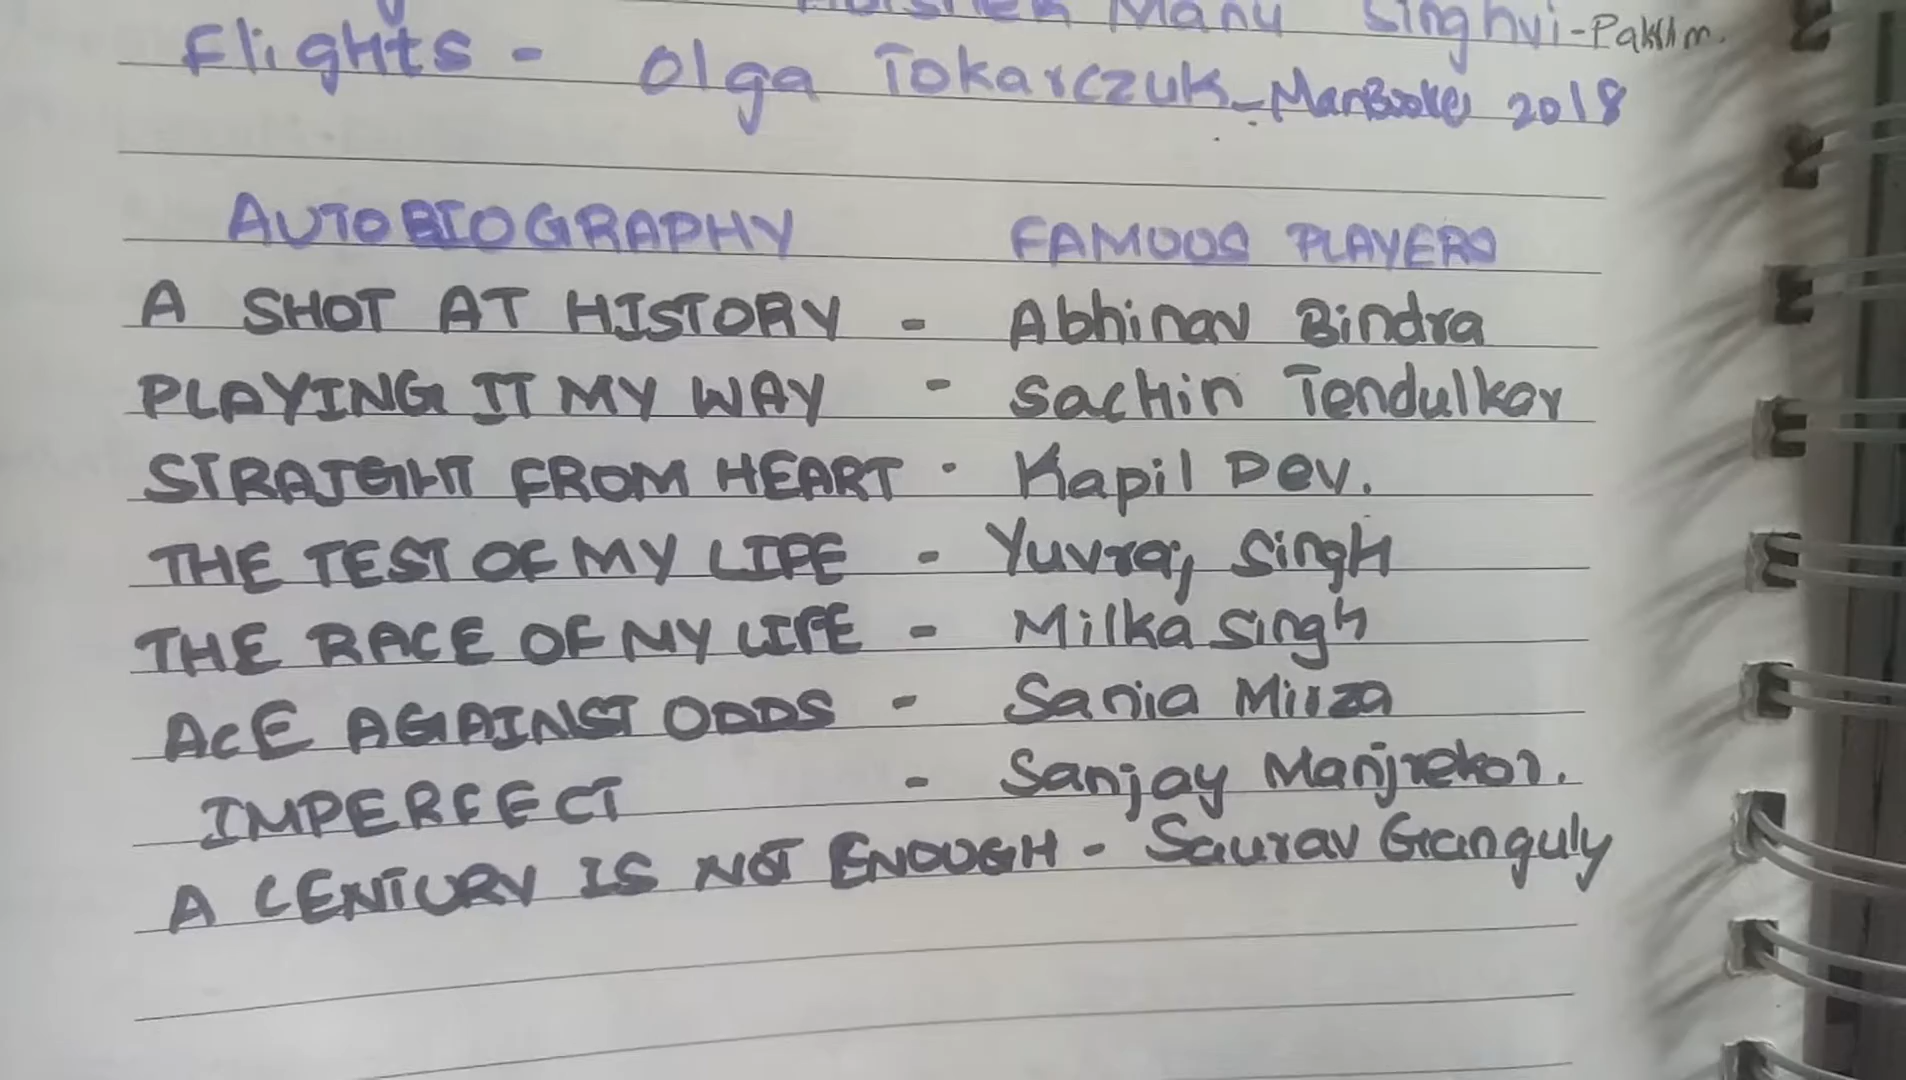 Manu Singhvi-
Flights - Olga Tokarczuk - ManBooker 2018
AUTOBIOGRAPHY FAMOUS PLAYERS
A SHOT AT HISTORY - Abhinav Bindra
PLAYING IT MY WAY - Sachin Tendulkar
STRAIGHT FROM HEART - Kapil Dev.
THE TEST OF MY LIFE - Yuvraj Singh
THE RACE OF MY LIFE - Milka Singh
ACE AGAINST ODDS - Sania Mirza
IMPERFECT - Sanjay Manjrekar.
A CENTURY IS NOT ENOUGH - Saurav Ganguly